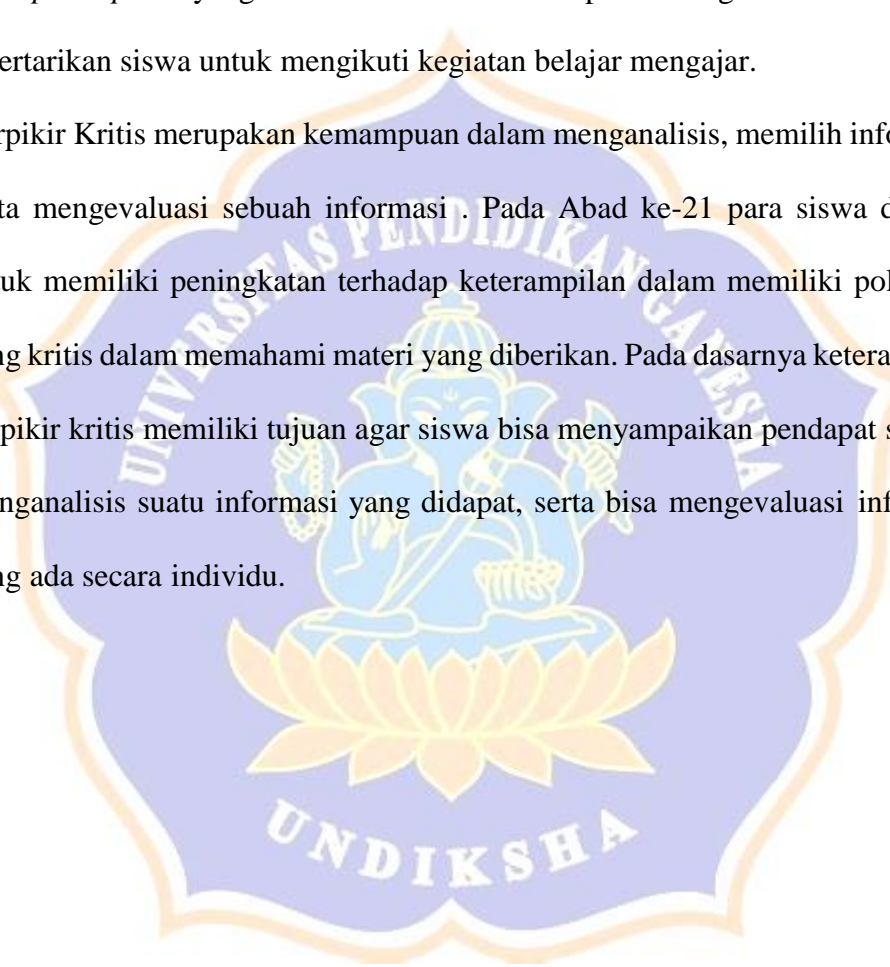 ertarikan siswa untuk mengikuti kegiatan belajar mengajar.
rpikir Kritis merupakan kemampuan dalam menganalisis, memilih info
ta mengevaluasi sebuah informasi . Pada Abad ke-21 para siswa d
uk memiliki peningkatan terhadap keterampilan dalam memiliki pol
ng kritis dalam memahami materi yang diberikan. Pada dasarnya ketera
rpikir kritis memiliki tujuan agar siswa bisa menyampaikan pendapat s
nganalisis suatu informasi yang didapat, serta bisa mengevaluasi inf
ng ada secara individu.
UNIVERSITAS PENDIDIKAN GANESHA
UNDIKSHA